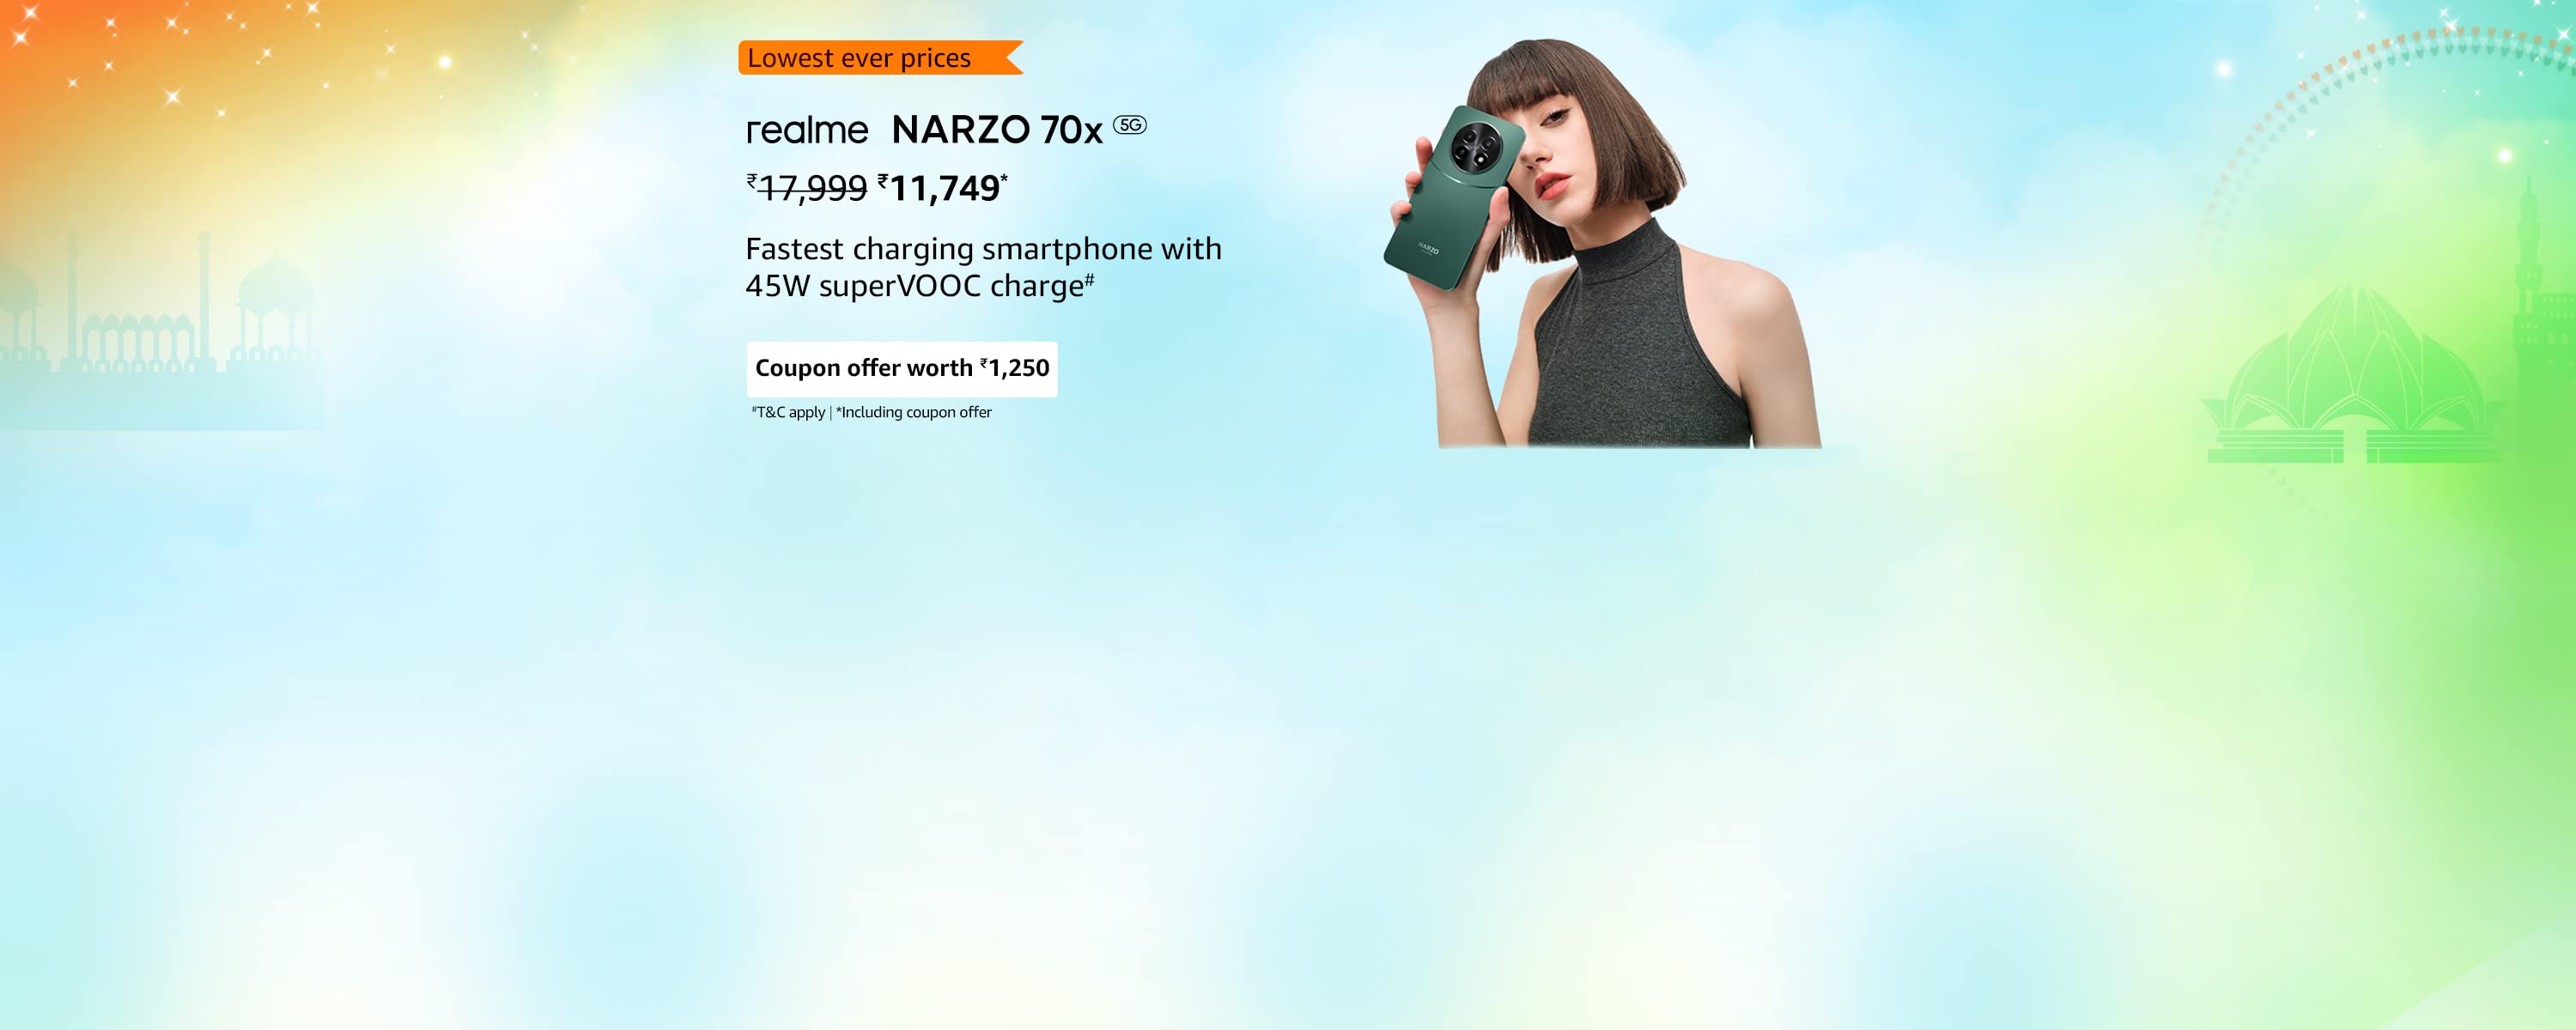 Lowest ever prices
realme NARZO 70x 5G
₹17,999 ₹11,749*
Fastest charging smartphone with
45W superVOOC charge#
Coupon offer worth ₹1,250
#T&C apply | *Including coupon offer
NARZO